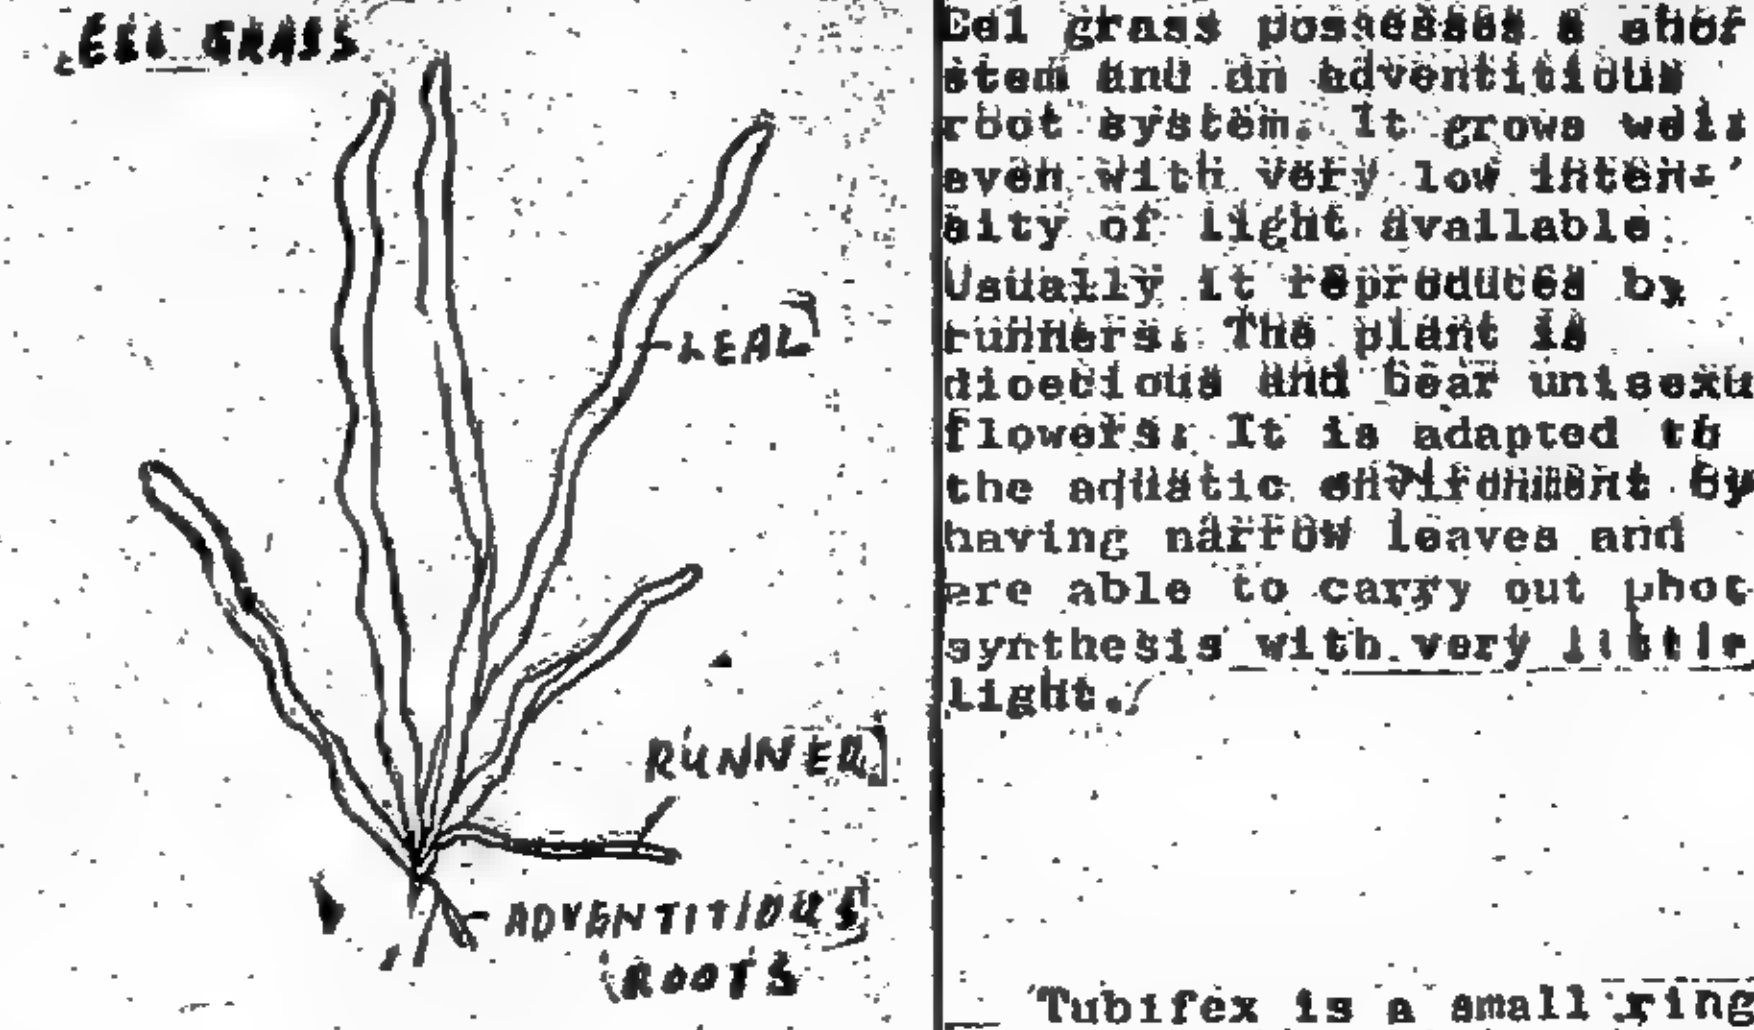 EEL GRASS
LEAF
RUNNER
ADVENTITIOUS
ROOTS
Eel grass possesses a shor
stem and an adventitious
root system. It grows well
even with very low inten-
sity of light available
Usually it reproduces by
runners. The plant is
dioecious and bear unisexu
flowers. It is adapted to
the aquatic environment by
having narrow leaves and
are able to carry out phot
synthesis with very little
light.
Tubifex is a small ring